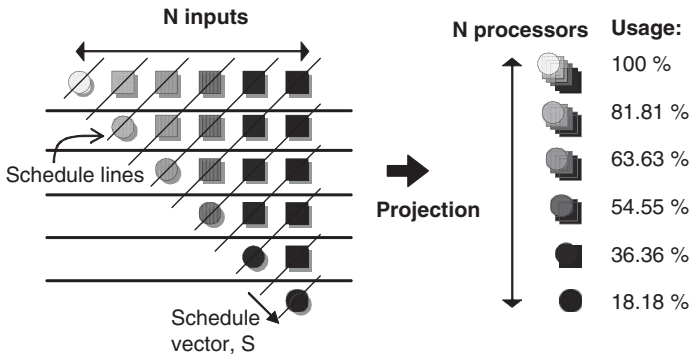 N inputs
Schedule lines
Schedule
vector, S
Projection
N processors
Usage:
100 %
81.81 %
63.63 %
54.55 %
36.36 %
18.18 %